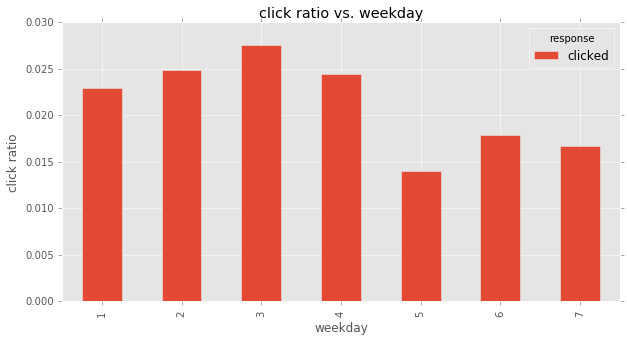 click ratio vs. weekday
response
clicked
click ratio
0.030
0.025
0.020
0.015
0.010
0.005
0.000
1 2 3 4 5 6 7
weekday